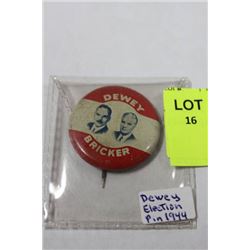 DEWEY
BRICKER
LOT
16
Dewey
Election
Pin 1944